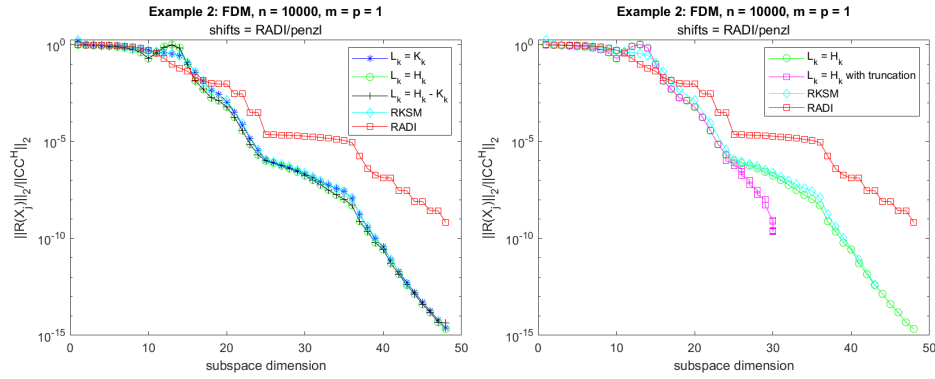 Example 2: FDM, n = 10000, m = p = 1
shifts = RADI/penzl
||R(X_j)||_2/||CC^H||_2
10^0
10^-5
10^-10
10^-15
L_k = K_k
L_k = H_k
L_k = H_k - K_k
RKSM
RADI
0 10 20 30 40 50
subspace dimension
Example 2: FDM, n = 10000, m = p = 1
shifts = RADI/penzl
||R(X_j)||_2/||CC^H||_2
10^0
10^-5
10^-10
10^-15
L_k = H_k
L_k = H_k with truncation
RKSM
RADI
0 10 20 30 40 50
subspace dimension